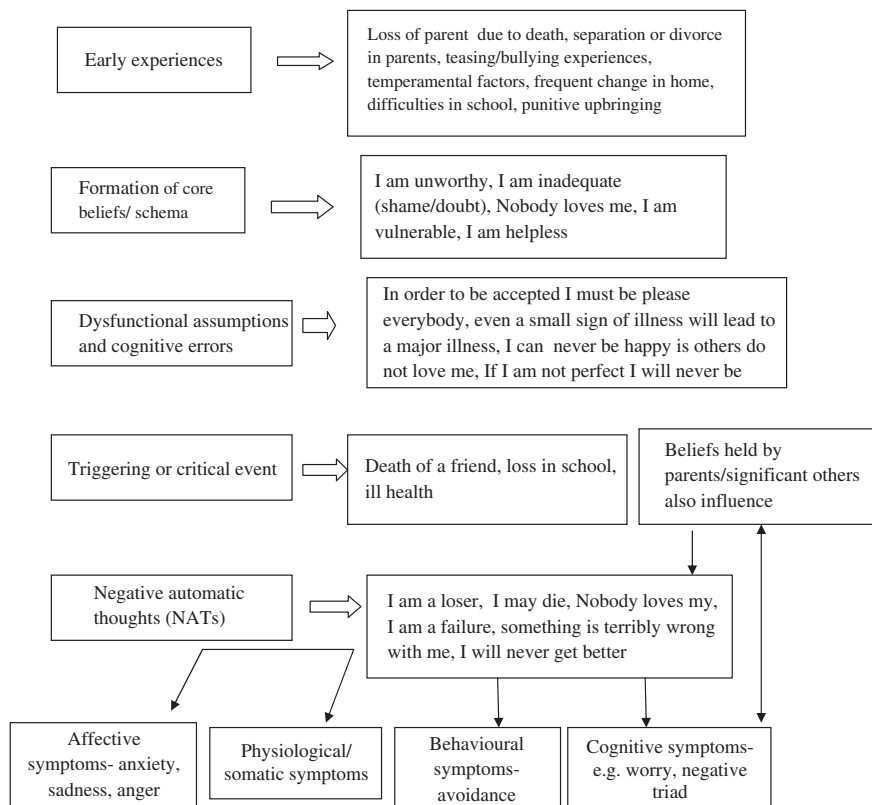 Early experiences
Loss of parent due to death, separation or divorce
in parents, teasing/bullying experiences,
temperamental factors, frequent change in home,
difficulties in school, punitive upbringing
Formation of core
beliefs/ schema
I am unworthy, I am inadequate
(shame/doubt), Nobody loves me, I am
vulnerable, I am helpless
Dysfunctional assumptions
and cognitive errors
In order to be accepted I must be please
everybody, even a small sign of illness will lead to
a major illness, I can never be happy is others do
not love me, If I am not perfect I will never be
Triggering or critical event
Death of a friend, loss in school,
ill health
Beliefs held by
parents/significant others
also influence
Negative automatic
thoughts (NATs)
I am a loser, I may die, Nobody loves my,
I am a failure, something is terribly wrong
with me, I will never get better
Affective
symptoms- anxiety,
sadness, anger
Physiological/
somatic symptoms
Behavioural
symptoms-
avoidance
Cognitive symptoms-
e.g. worry, negative
triad